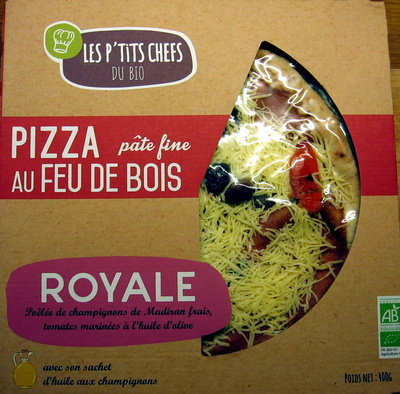 LES P'TITS CHEFS
DU BIO
PIZZA pâte fine
AU FEU DE BOIS
ROYALE
Poêlée de champignons de Madiran frais,
tomates marinées à l'huile d'olive
avec son sachet
d'huile aux champignons
AB
POIDS NET : 400G